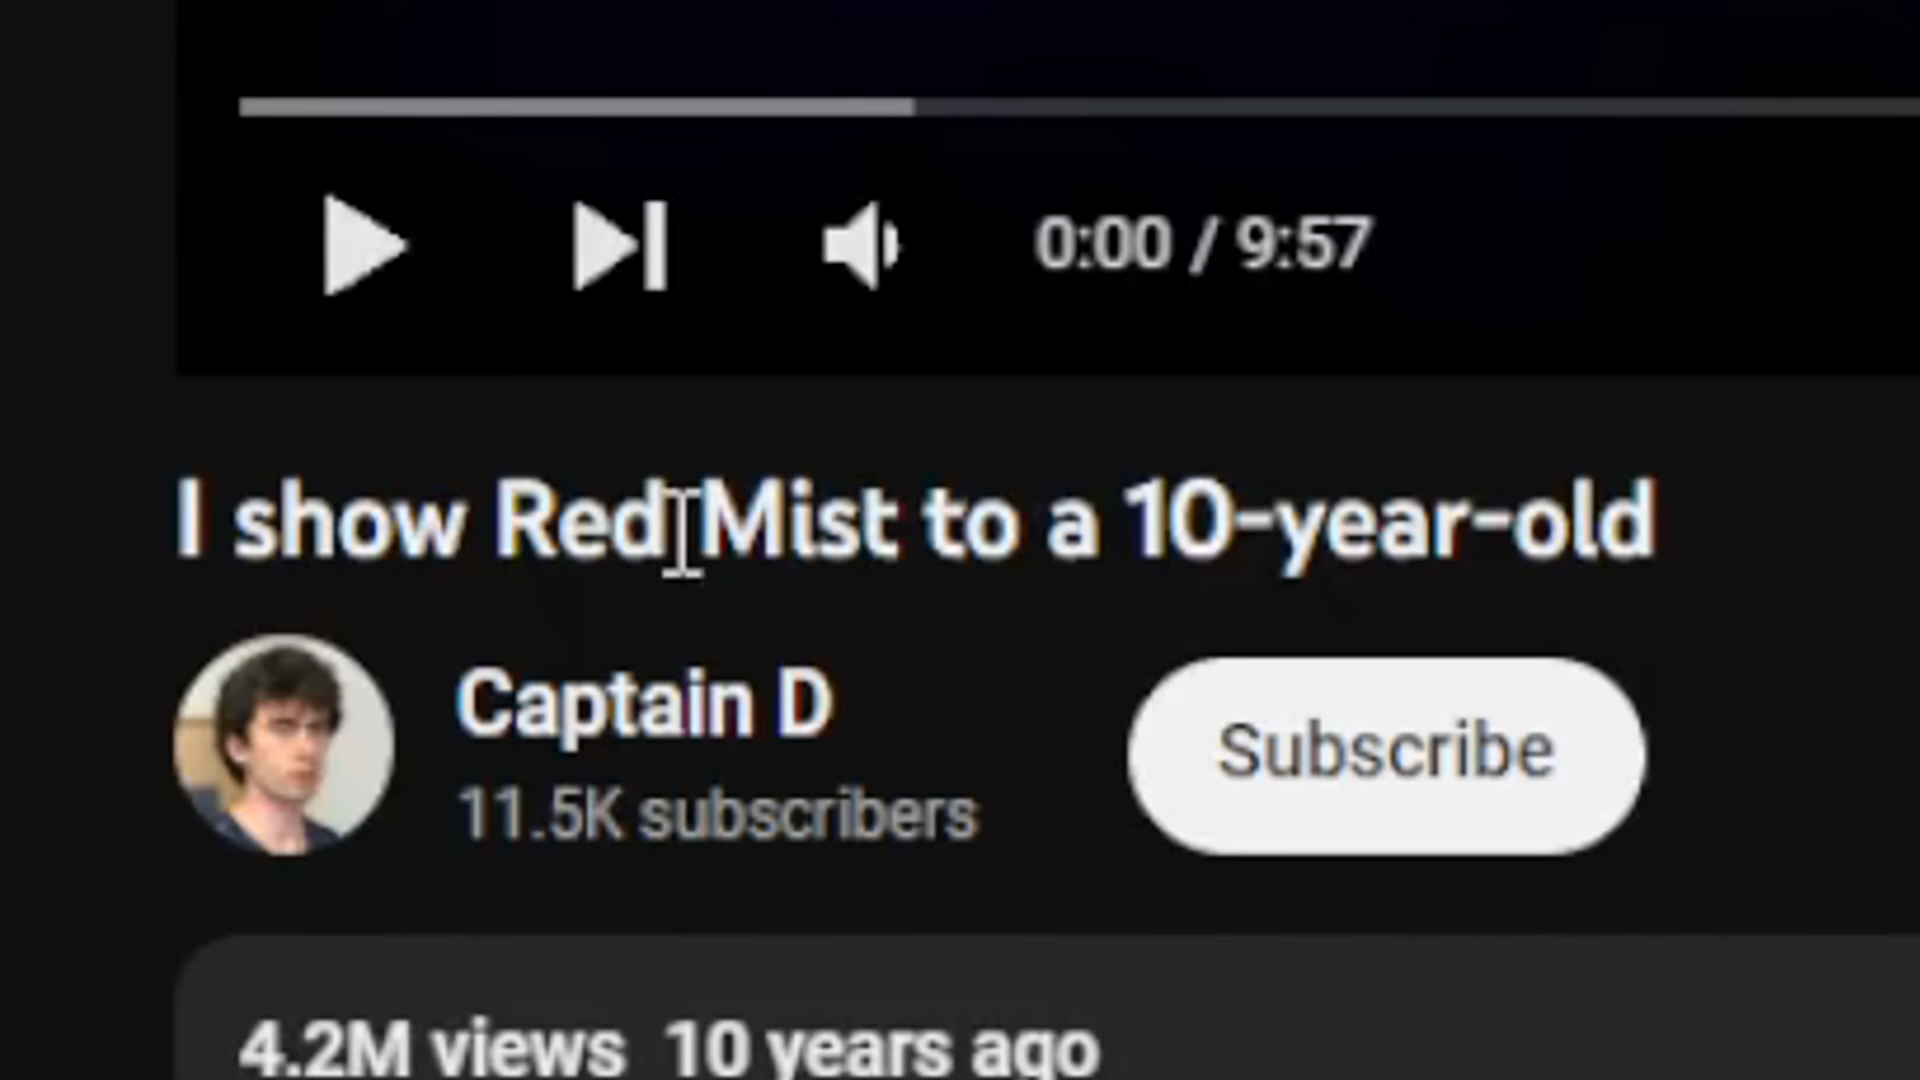 0:00 / 9:57
I show Red Mist to a 10-year-old
Captain D
Subscribe
11.5K subscribers
4.2M views 10 years ago